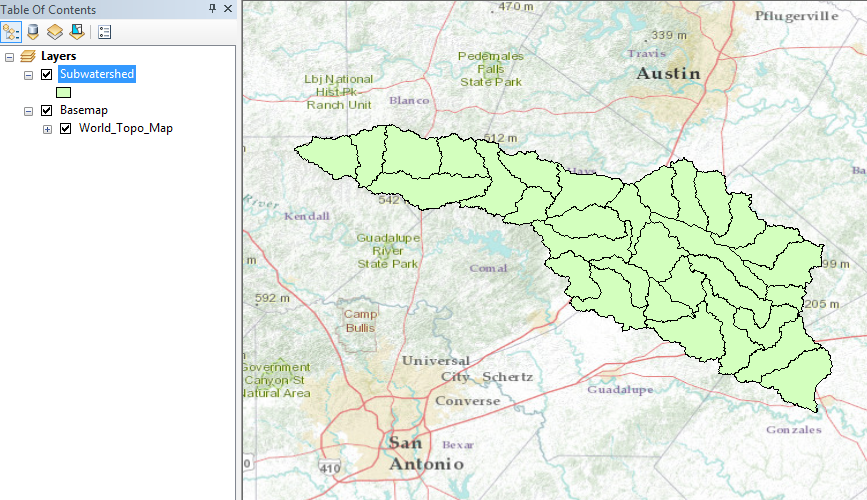 Table Of Contents
Layers
Subwatershed
Basemap
World_Topo_Map
470 m
Pflugerville
339 m
Travis
Pedernales
Falls
State Park
Austin
Lbj National
Hist Pk-
Ranch Unit
Blanco
512 m
Hays
Ba
542
River
Kendall
Guadalupe
River
State Park
m
Comal
99 m
592 m
205 m
Camp
Bullis
Universal
City
Schertz
Government
Canyon St
Natural Area
Converse
Guadalupe
Gonzales
San
Antonio
Bexar
410
0